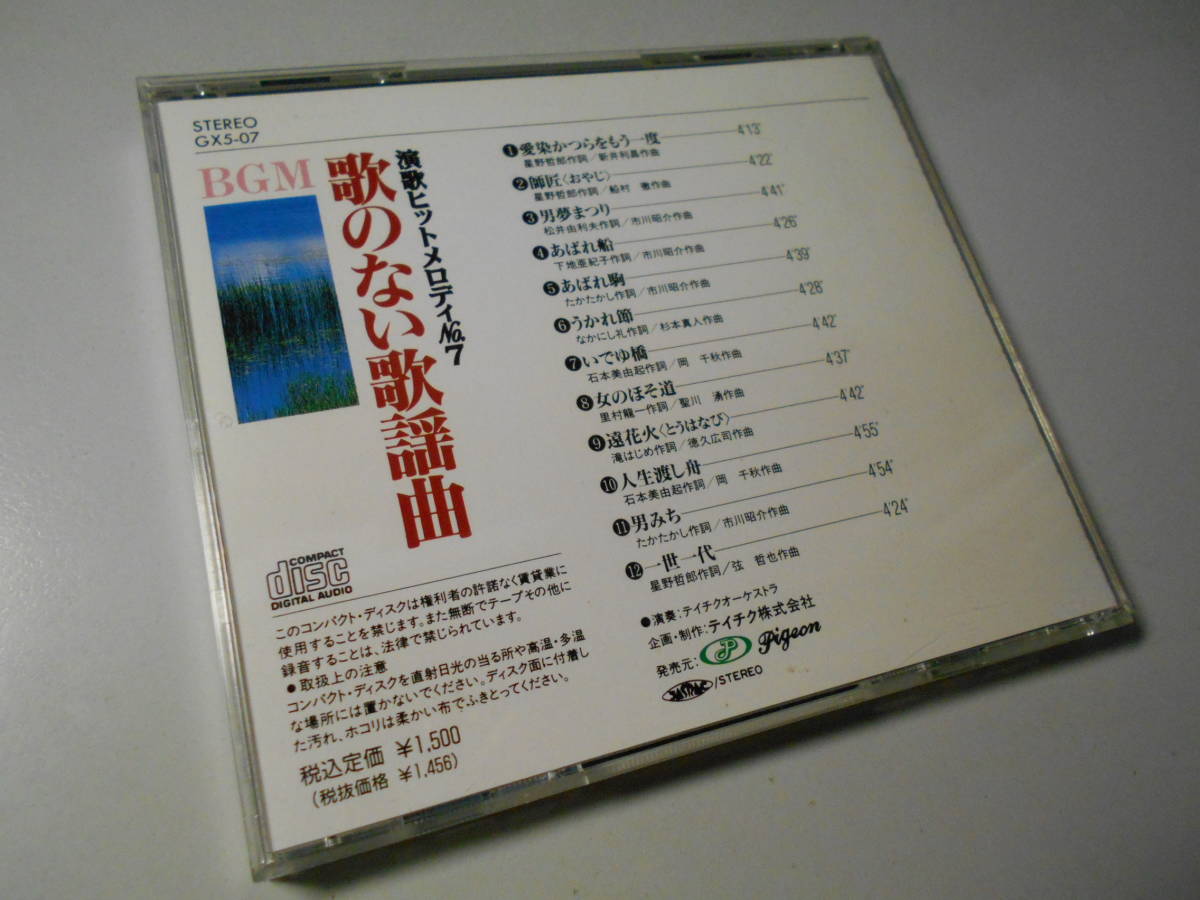 STEREO
GX5-07
BGM
演歌ヒットメロディNo.7
歌のない歌謡曲
❶愛染かつらをもう一度 4'13"
星野哲郎作詞/新井利昌作曲
❷師匠〈おやじ〉 4'22"
星野哲郎作詞/船村 徹作曲
❸男夢まつり 4'41"
松井由利夫作詞/市川昭介作曲
❹あばれ船 4'26"
下地亜紀子作詞/市川昭介作曲
❺あばれ駒 4'39"
たかたかし作詞/市川昭介作曲
❻うかれ節 4'28"
なかにし礼作詞/杉本真人作曲
❼いでゆ橋 4'42"
石本美由起作詞/岡 千秋作曲
❽女のほそ道 4'37"
里村龍一作詞/聖川 湧作曲
❾遠花火〈とうはなび〉 4'42"
滝はじめ作詞/徳久広司作曲
❿人生渡し舟 4'55"
石本美由起作詞/岡 千秋作曲
⓫男みち 4'54"
たかたかし作詞/市川昭介作曲
⓬一世一代 4'24"
星野哲郎作詞/弦 哲也作曲
●演奏:テイチクオーケストラ
企画・制作:テイチク株式会社
発売元: P Pigeon
JASRAC/STEREO
COMPACT
disc
DIGITAL AUDIO
このコンパクト・ディスクは権利者の許諾なく賃貸業に
使用することを禁じます。また無断でテープその他に
録音することは、法律で禁じられています。
●取扱上の注意
コンパクト・ディスクを直射日光の当る所や高温・多温
な場所には置かないでください。ディスク面に付着し
た汚れ、ホコリは柔かい布でふきとってください。
税込定価 ¥1,500
(税抜価格 ¥1,456)